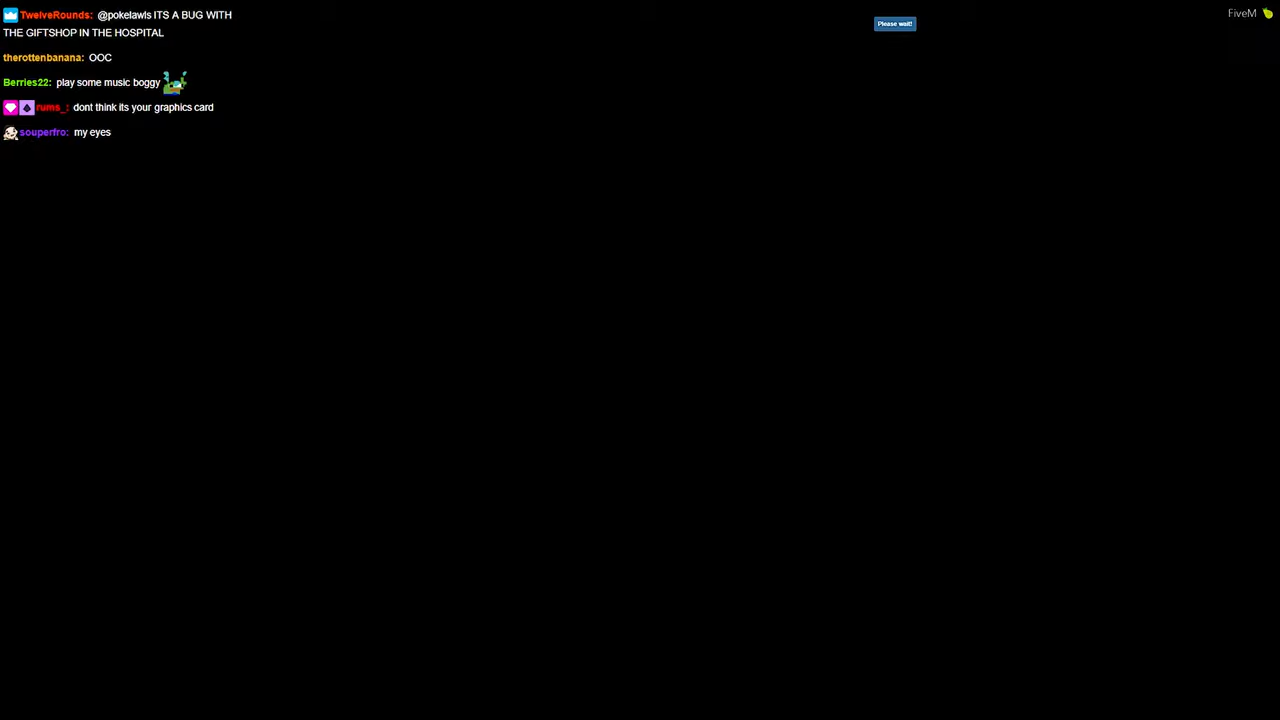 TwelveRounds: @pokelawls ITS A BUG WITH
THE GIFTSHOP IN THE HOSPITAL
therottenbanana: OOC
Berries22: play some music boggy
rums_: dont think its your graphics card
souperfro: my eyes
Please wait!
FiveM